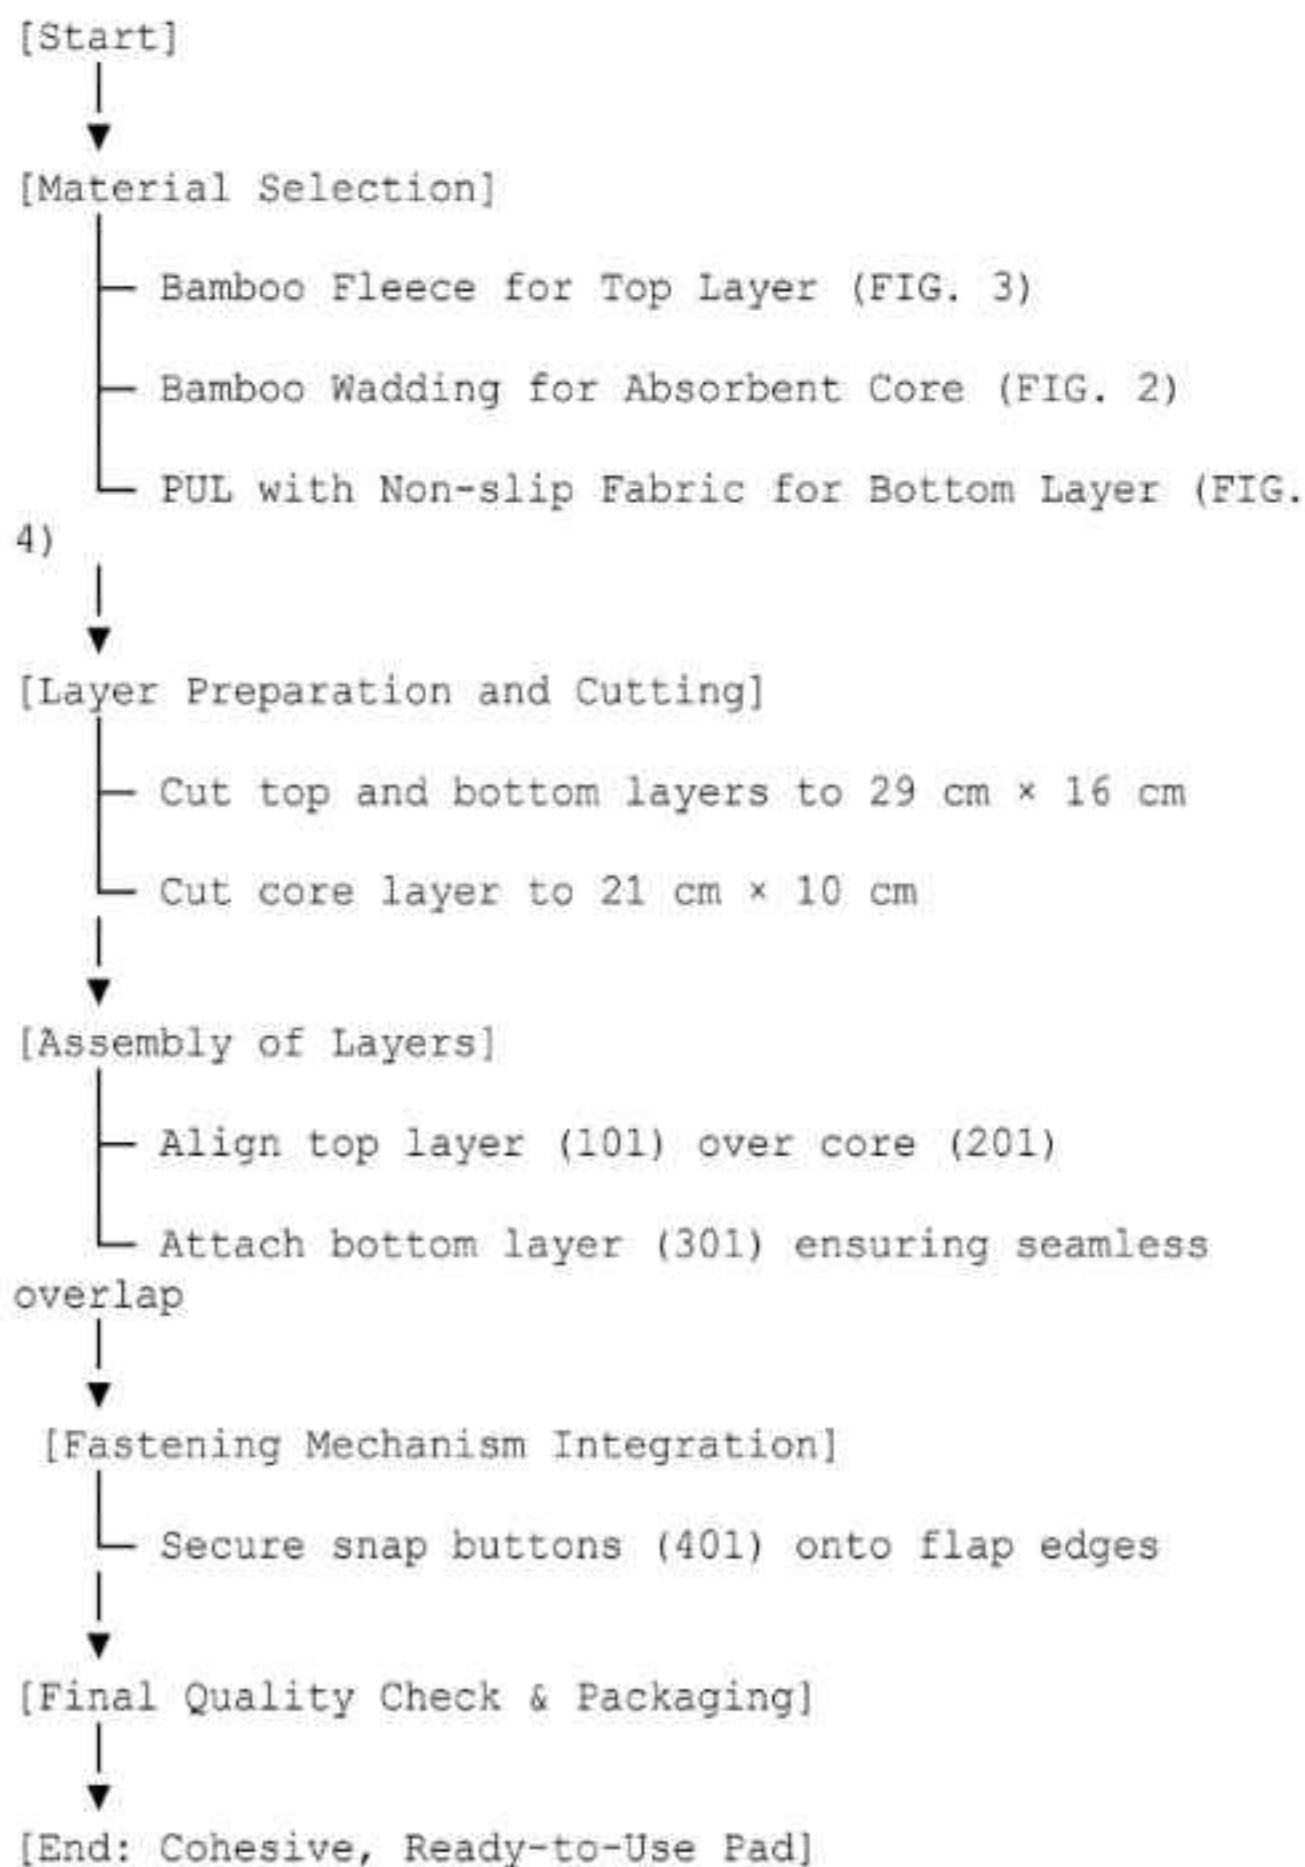 [Start]
[Material Selection]
Bamboo Fleece for Top Layer (FIG. 3)
Bamboo Wadding for Absorbent Core (FIG. 2)
PUL with Non-slip Fabric for Bottom Layer (FIG.
4)
[Layer Preparation and Cutting]
Cut top and bottom layers to 29 cm × 16 cm
Cut core layer to 21 cm × 10 cm
[Assembly of Layers]
Align top layer (101) over core (201)
Attach bottom layer (301) ensuring seamless
overlap
[Fastening Mechanism Integration]
Secure snap buttons (401) onto flap edges
[Final Quality Check & Packaging]
[End: Cohesive, Ready-to-Use Pad]